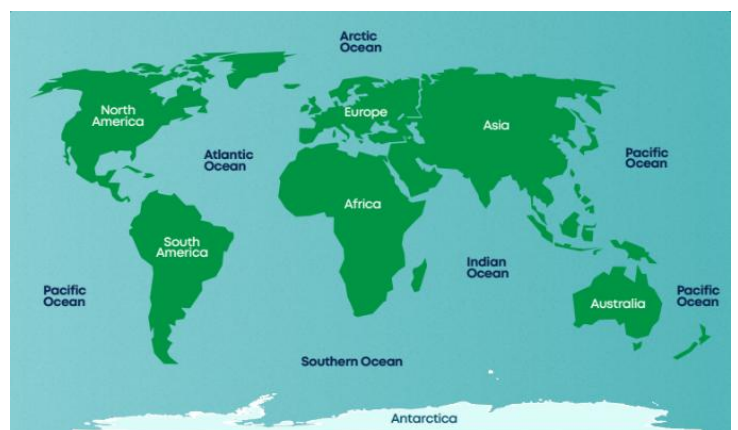 Arctic
Ocean
North
America
Europe
Asia
Atlantic
Ocean
Pacific
Ocean
Africa
South
America
Indian
Ocean
Pacific
Ocean
Australia
Pacific
Ocean
Southern Ocean
Antarctica